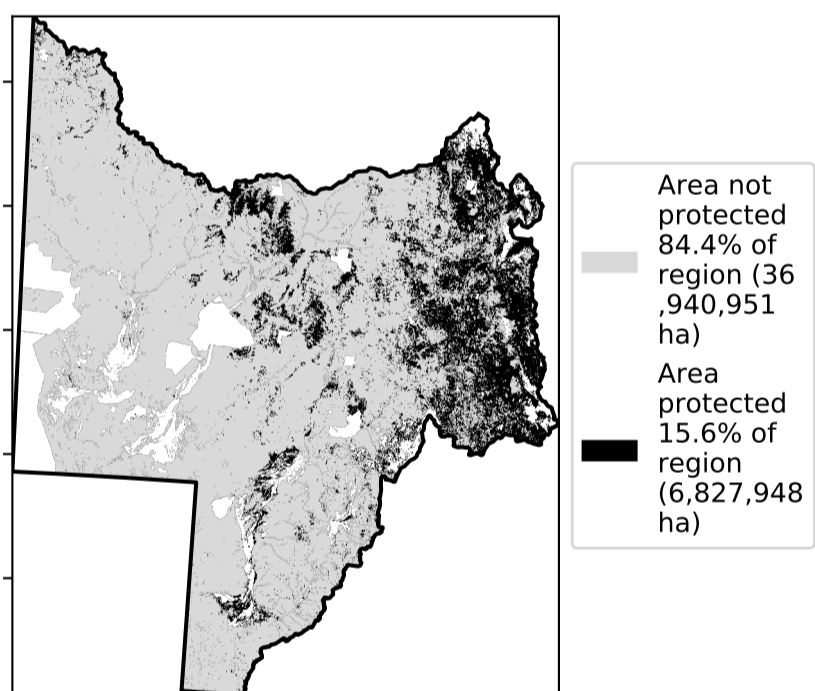 Area not
protected
84.4% of
region (36
,940,951
ha)
Area
protected
15.6% of
region
(6,827,948
ha)